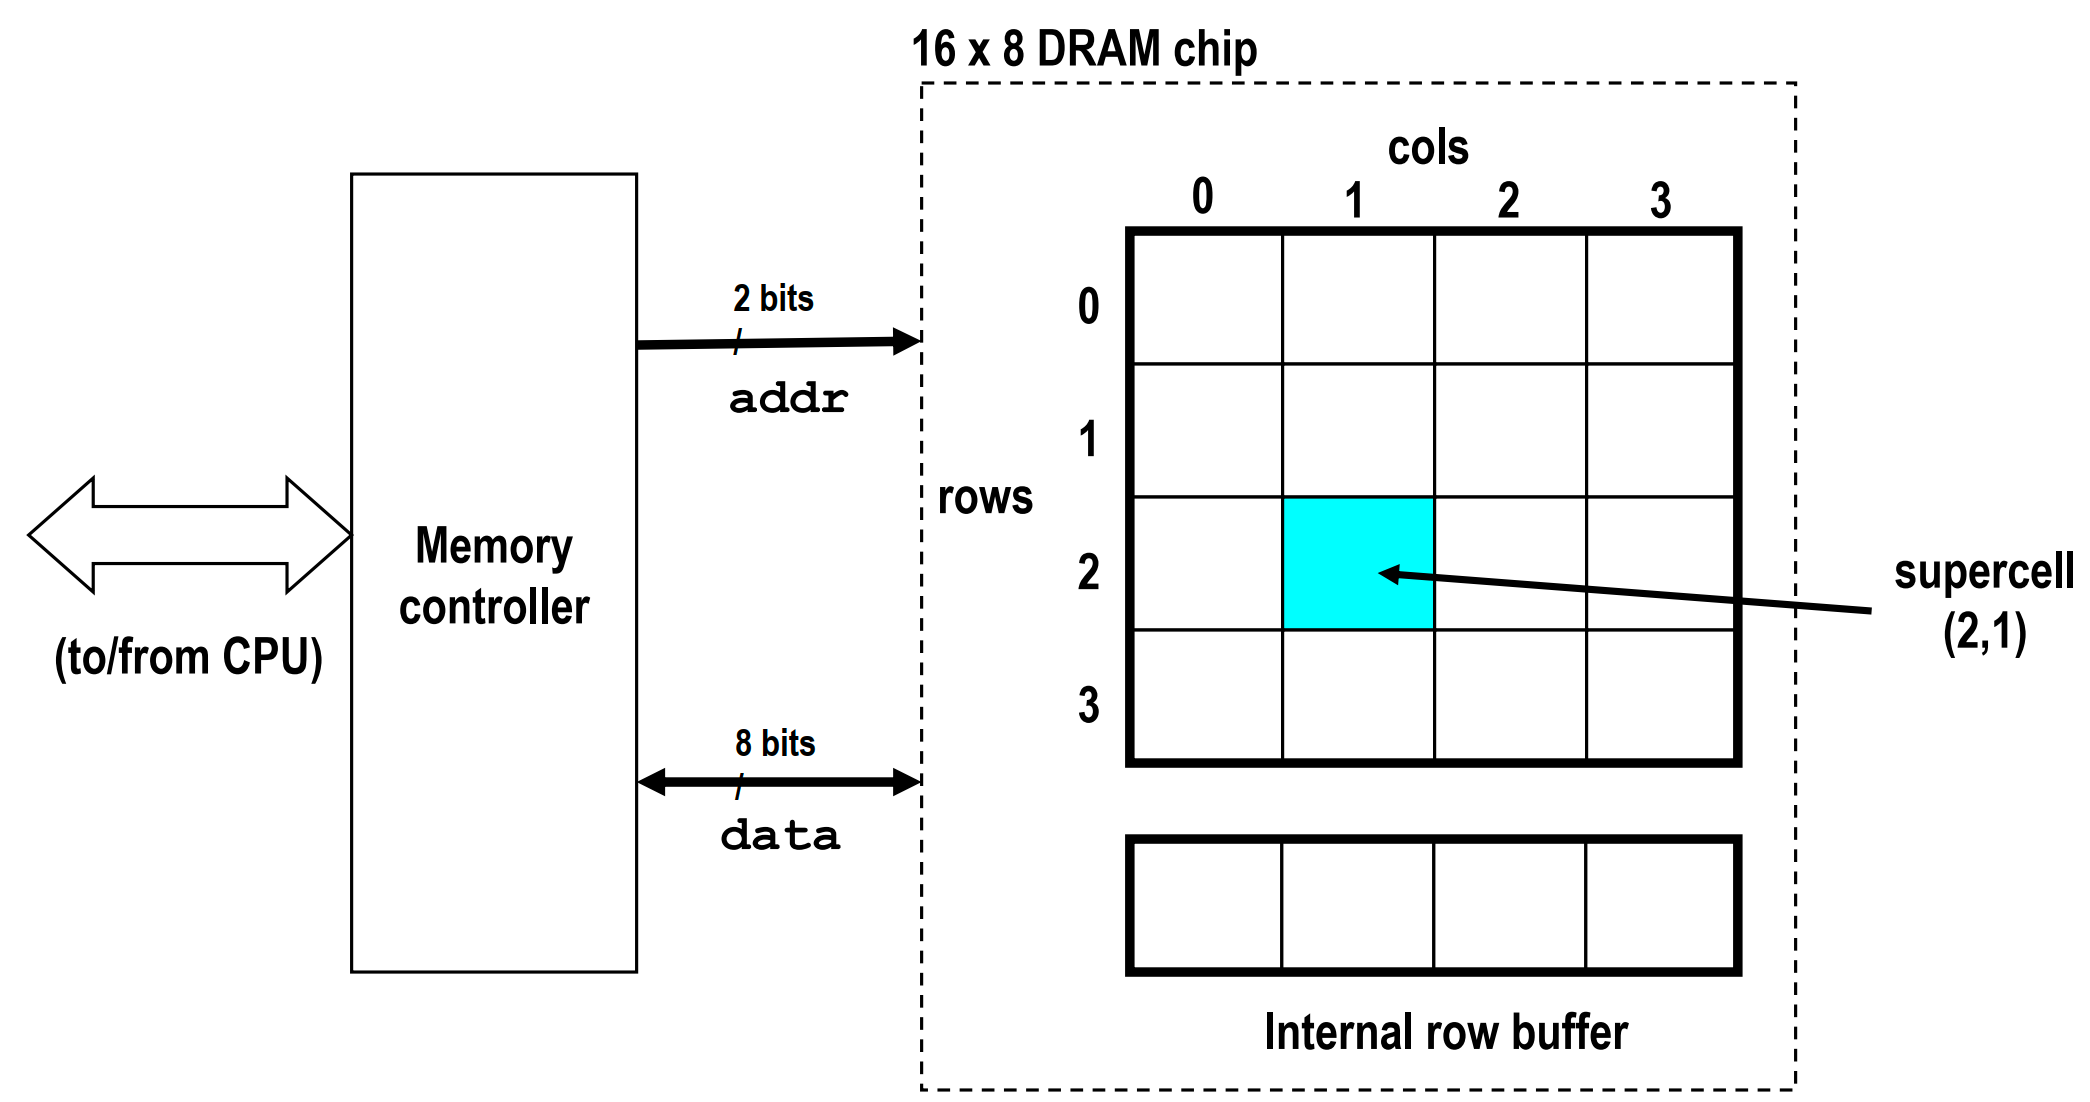 16 x 8 DRAM chip
cols
0 1 2 3
0
2 bits
/
addr
1
rows
Memory
controller
2
supercell
(2,1)
(to/from CPU)
3
8 bits
/
data
Internal row buffer